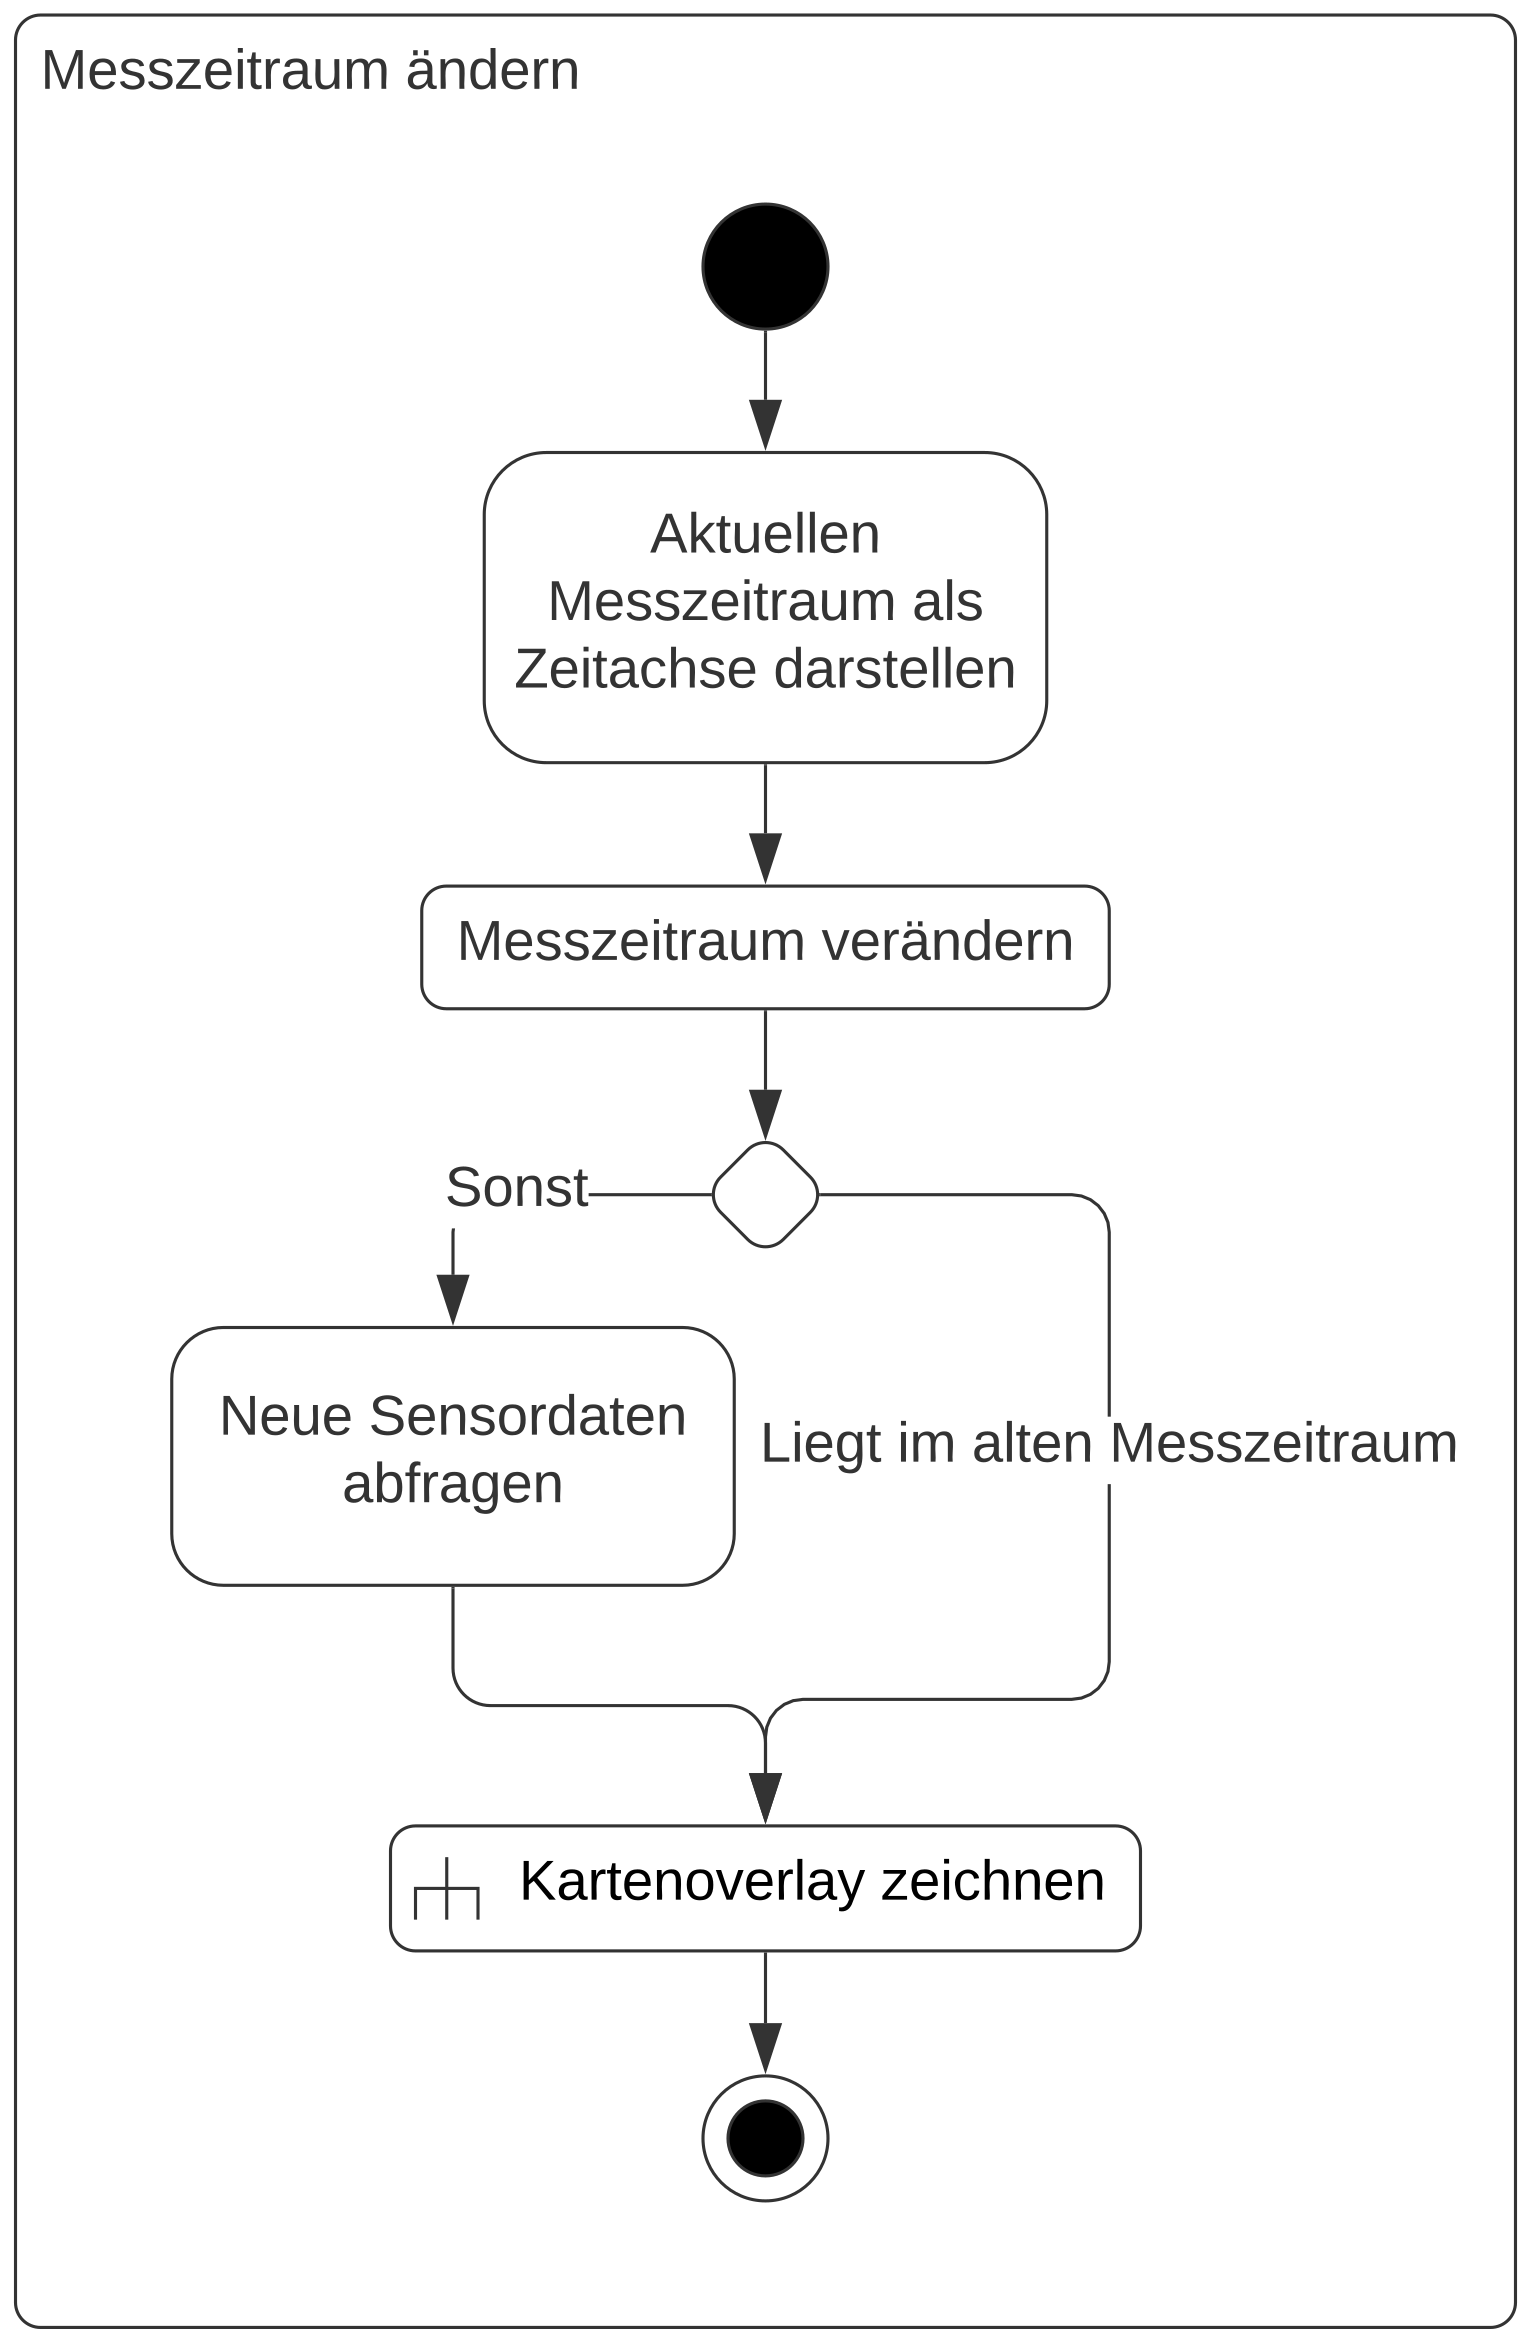 Messzeitraum ändern
Aktuellen
Messzeitraum als
Zeitachse darstellen
Messzeitraum verändern
Sonst
Neue Sensordaten
abfragen
Liegt im alten Messzeitraum
Kartenoverlay zeichnen